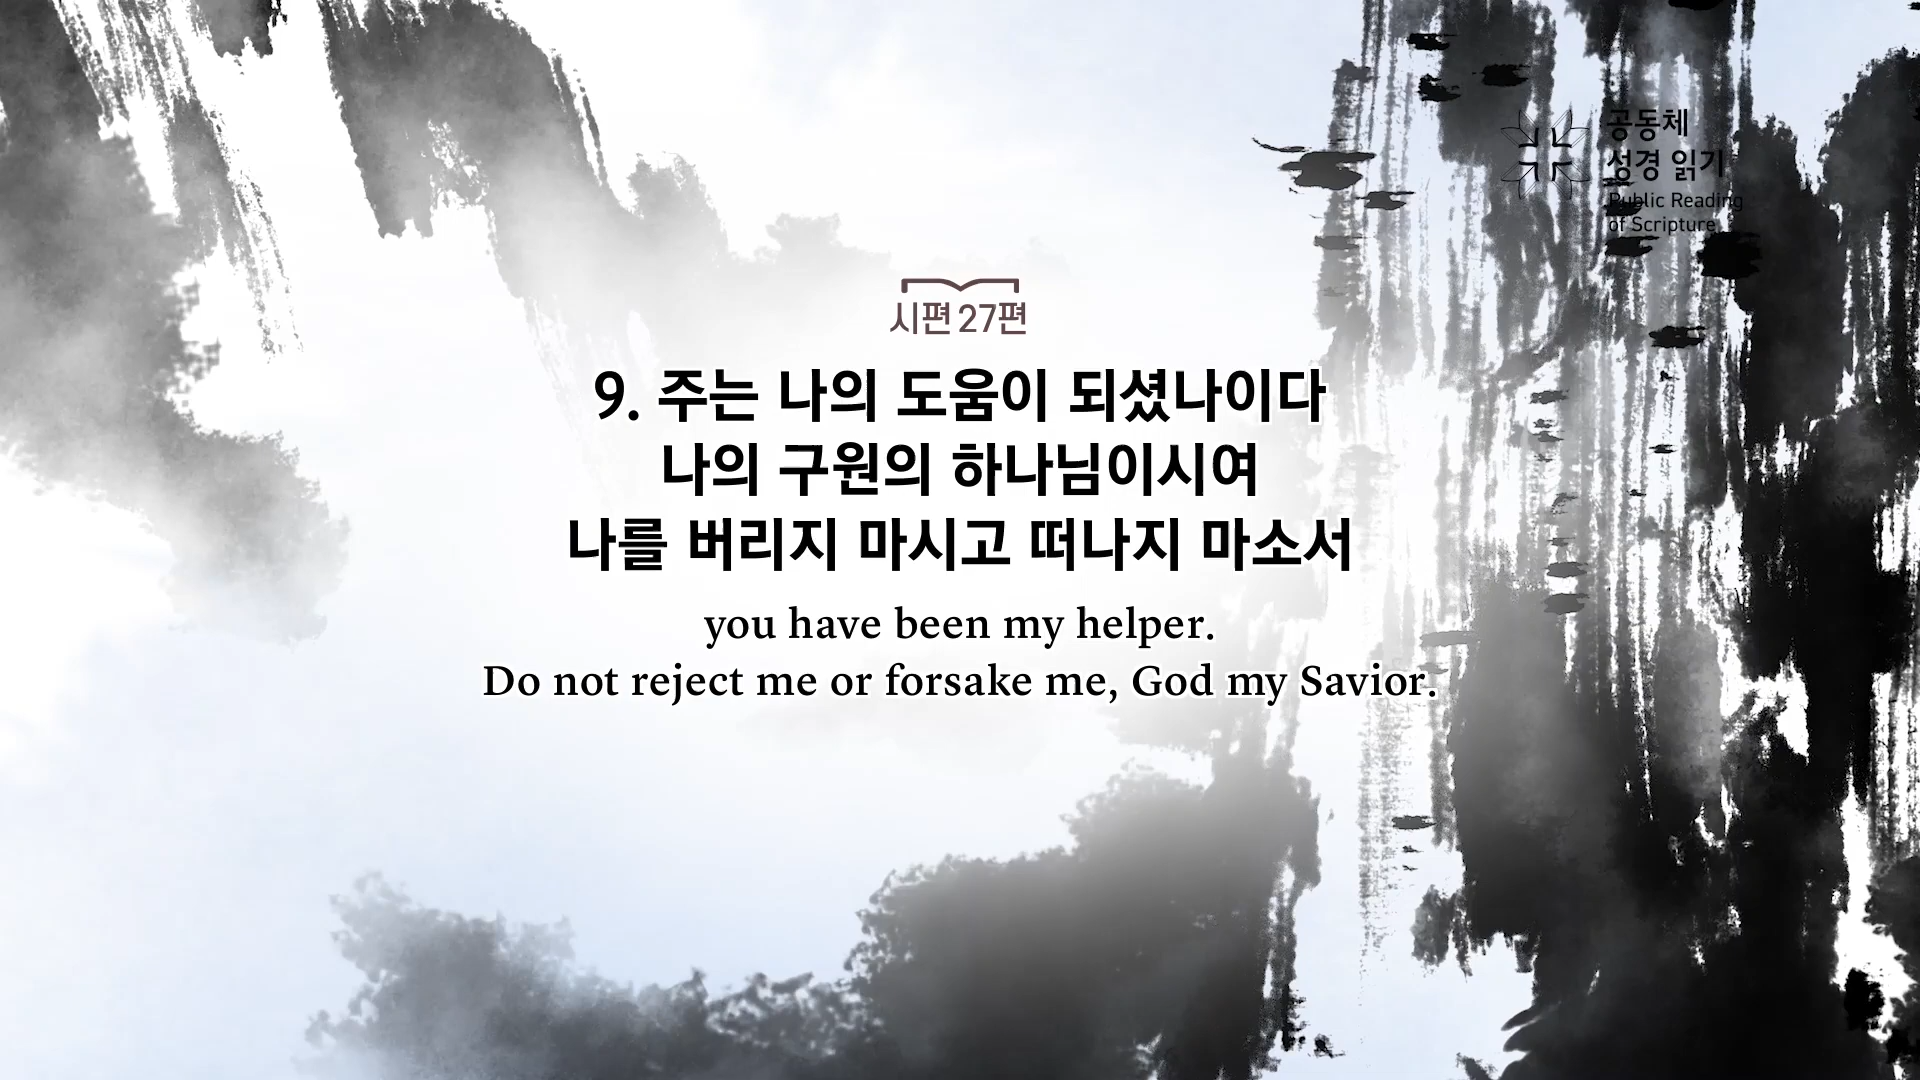 공동체
성경 읽기
Public Reading
of Scripture
시편 27편
9. 주는 나의 도움이 되셨나이다
나의 구원의 하나님이시여
나를 버리지 마시고 떠나지 마소서
you have been my helper.
Do not reject me or forsake me, God my Savior.